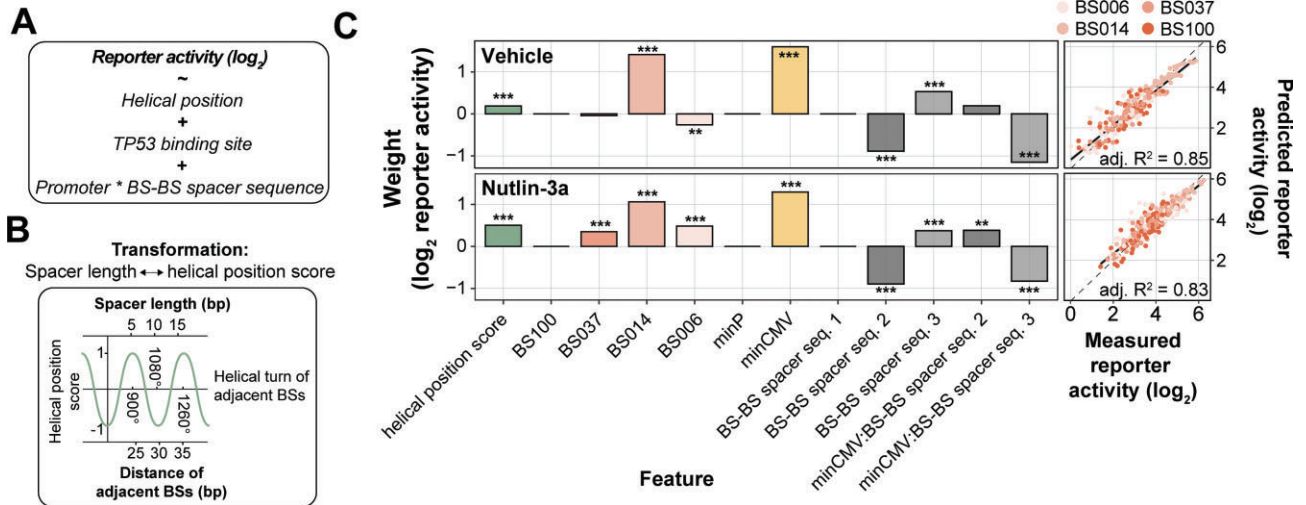 A
Reporter activity (log2)
~
Helical position
+
TP53 binding site
+
Promoter * BS-BS spacer sequence
B
Transformation:
Spacer length ↔ helical position score
Spacer length (bp)
5 10 15
Helical position
score
1
-1
900°
1080°
1260°
Helical turn of
adjacent BSs
25 30 35
Distance of
adjacent BSs (bp)
C
Weight
(log2 reporter activity)
Vehicle
1
0
−1
***
***
**
***
***
***
***
Nutlin-3a
1
0
−1
***
***
***
***
***
***
***
**
***
helical position score
BS100
BS037
BS014
BS006
minP
minCMV
BS-BS spacer seq. 1
BS-BS spacer seq. 2
BS-BS spacer seq. 3
minCMV:BS-BS spacer seq. 2
minCMV:BS-BS spacer seq. 3
Feature
BS006 BS037
BS014 BS100
6
4
2
adj. R2 = 0.85
6
4
2
adj. R2 = 0.83
0 2 4 6
Measured
reporter
activity (log2)
Predicted reporter
activity (log2)